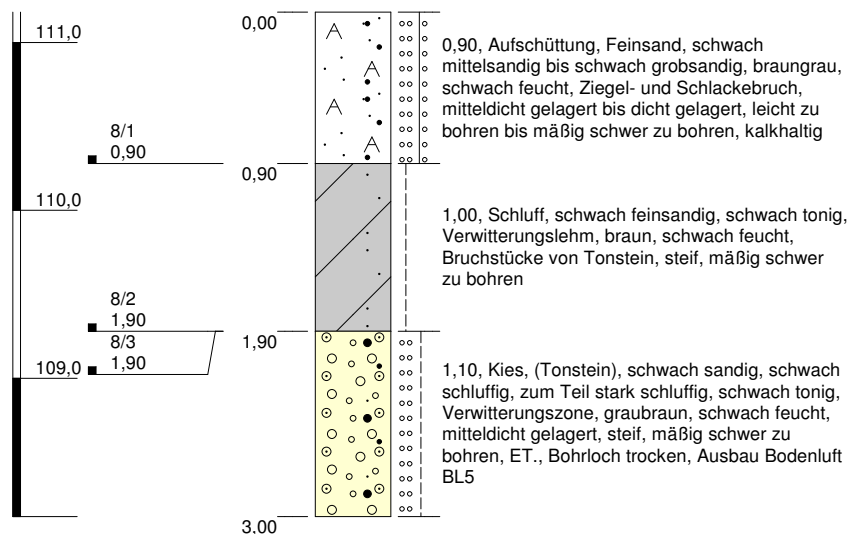 0,00
111,0
0,90, Aufschüttung, Feinsand, schwach
mittelsandig bis schwach grobsandig, braungrau,
schwach feucht, Ziegel- und Schlackebruch,
mitteldicht gelagert bis dicht gelagert, leicht zu
bohren bis mäßig schwer zu bohren, kalkhaltig
8/1
0,90
0,90
110,0
1,00, Schluff, schwach feinsandig, schwach tonig,
Verwitterungslehm, braun, schwach feucht,
Bruchstücke von Tonstein, steif, mäßig schwer
zu bohren
8/2
1,90
8/3
1,90
1,90
109,0
1,10, Kies, (Tonstein), schwach sandig, schwach
schluffig, zum Teil stark schluffig, schwach tonig,
Verwitterungszone, graubraun, schwach feucht,
mitteldicht gelagert, steif, mäßig schwer zu
bohren, ET., Bohrloch trocken, Ausbau Bodenluft
BL5
3,00